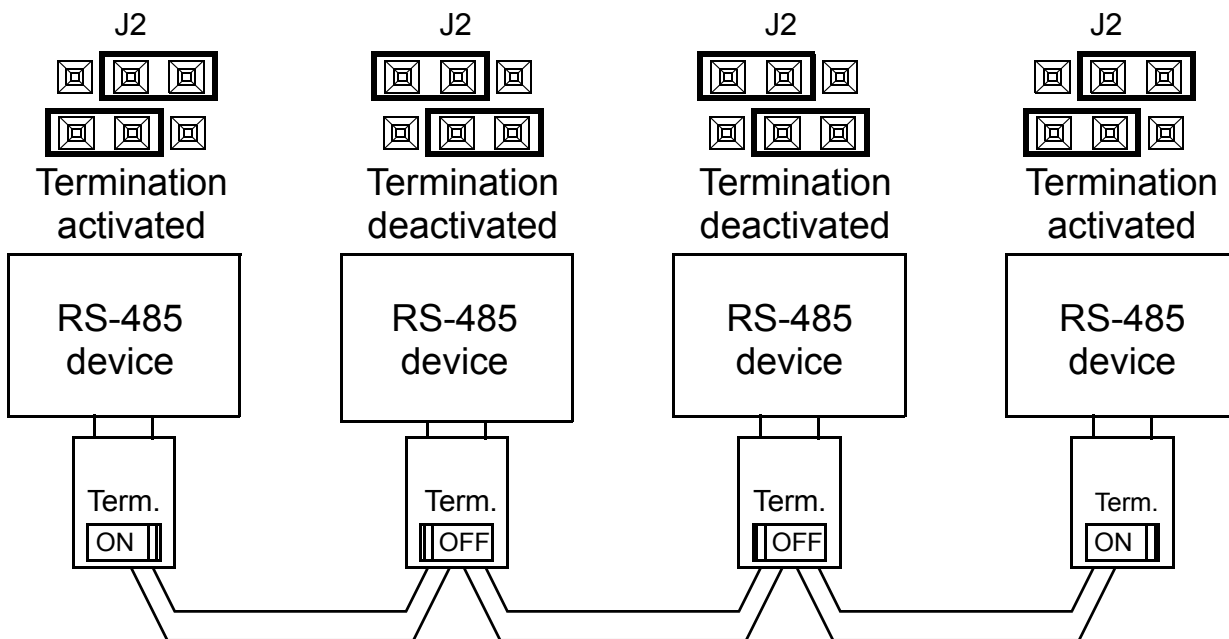 J2
J2
J2
J2
Termination
activated
Termination
deactivated
Termination
deactivated
Termination
activated
RS-485
device
RS-485
device
RS-485
device
RS-485
device
Term.
ON
Term.
OFF
Term.
OFF
Term.
ON